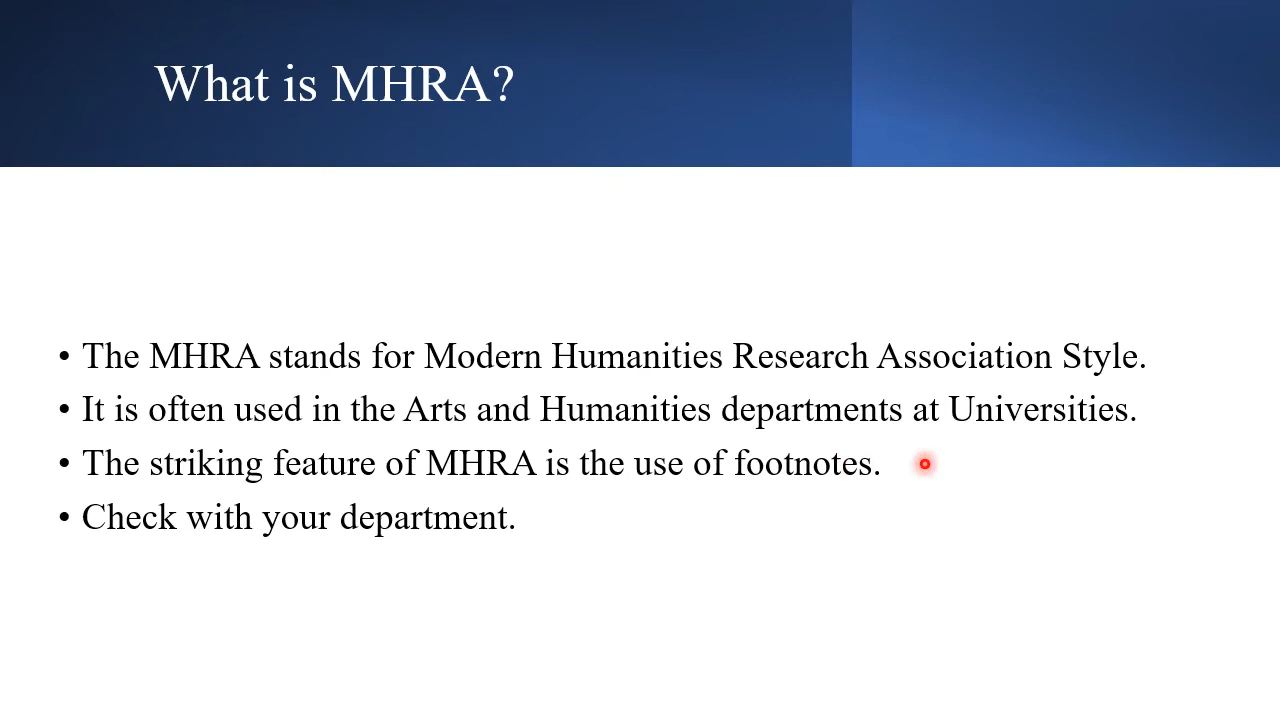 What is MHRA?
• The MHRA stands for Modern Humanities Research Association Style.
• It is often used in the Arts and Humanities departments at Universities.
• The striking feature of MHRA is the use of footnotes.
• Check with your department.